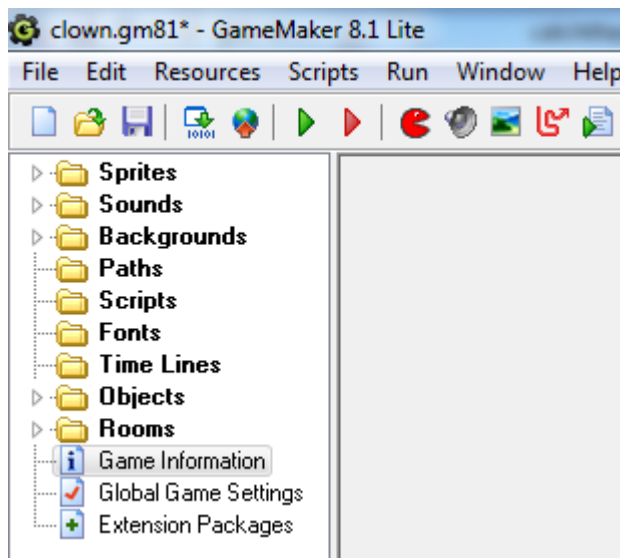 clown.gm81* - GameMaker 8.1 Lite
File Edit Resources Scripts Run Window Help
Sprites
Sounds
Backgrounds
Paths
Scripts
Fonts
Time Lines
Objects
Rooms
Game Information
Global Game Settings
Extension Packages